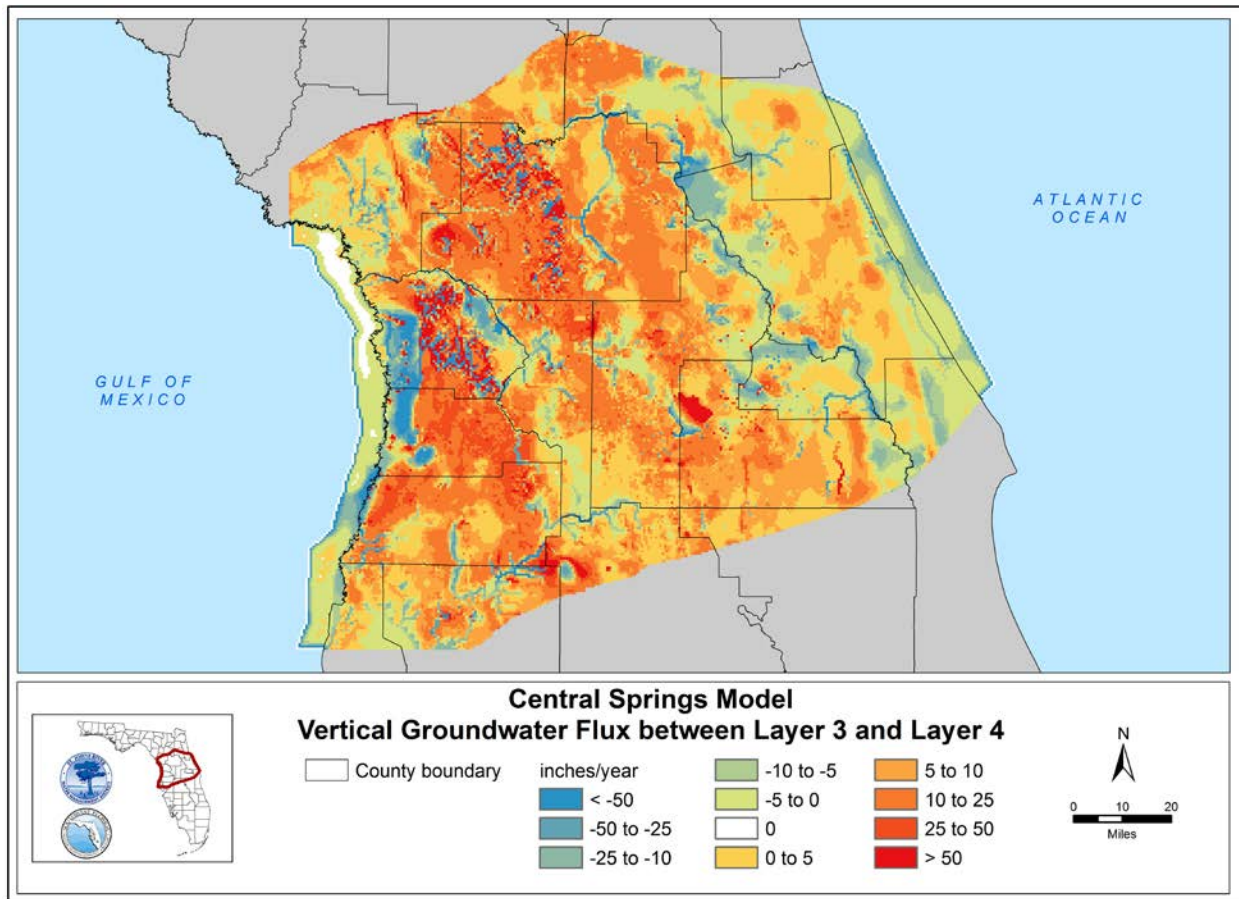 ATLANTIC
OCEAN
GULF OF
MEXICO
Central Springs Model
Vertical Groundwater Flux between Layer 3 and Layer 4
County boundary
inches/year
< -50
-50 to -25
-25 to -10
-10 to -5
-5 to 0
0
0 to 5
5 to 10
10 to 25
25 to 50
> 50
N
0 10 20
Miles